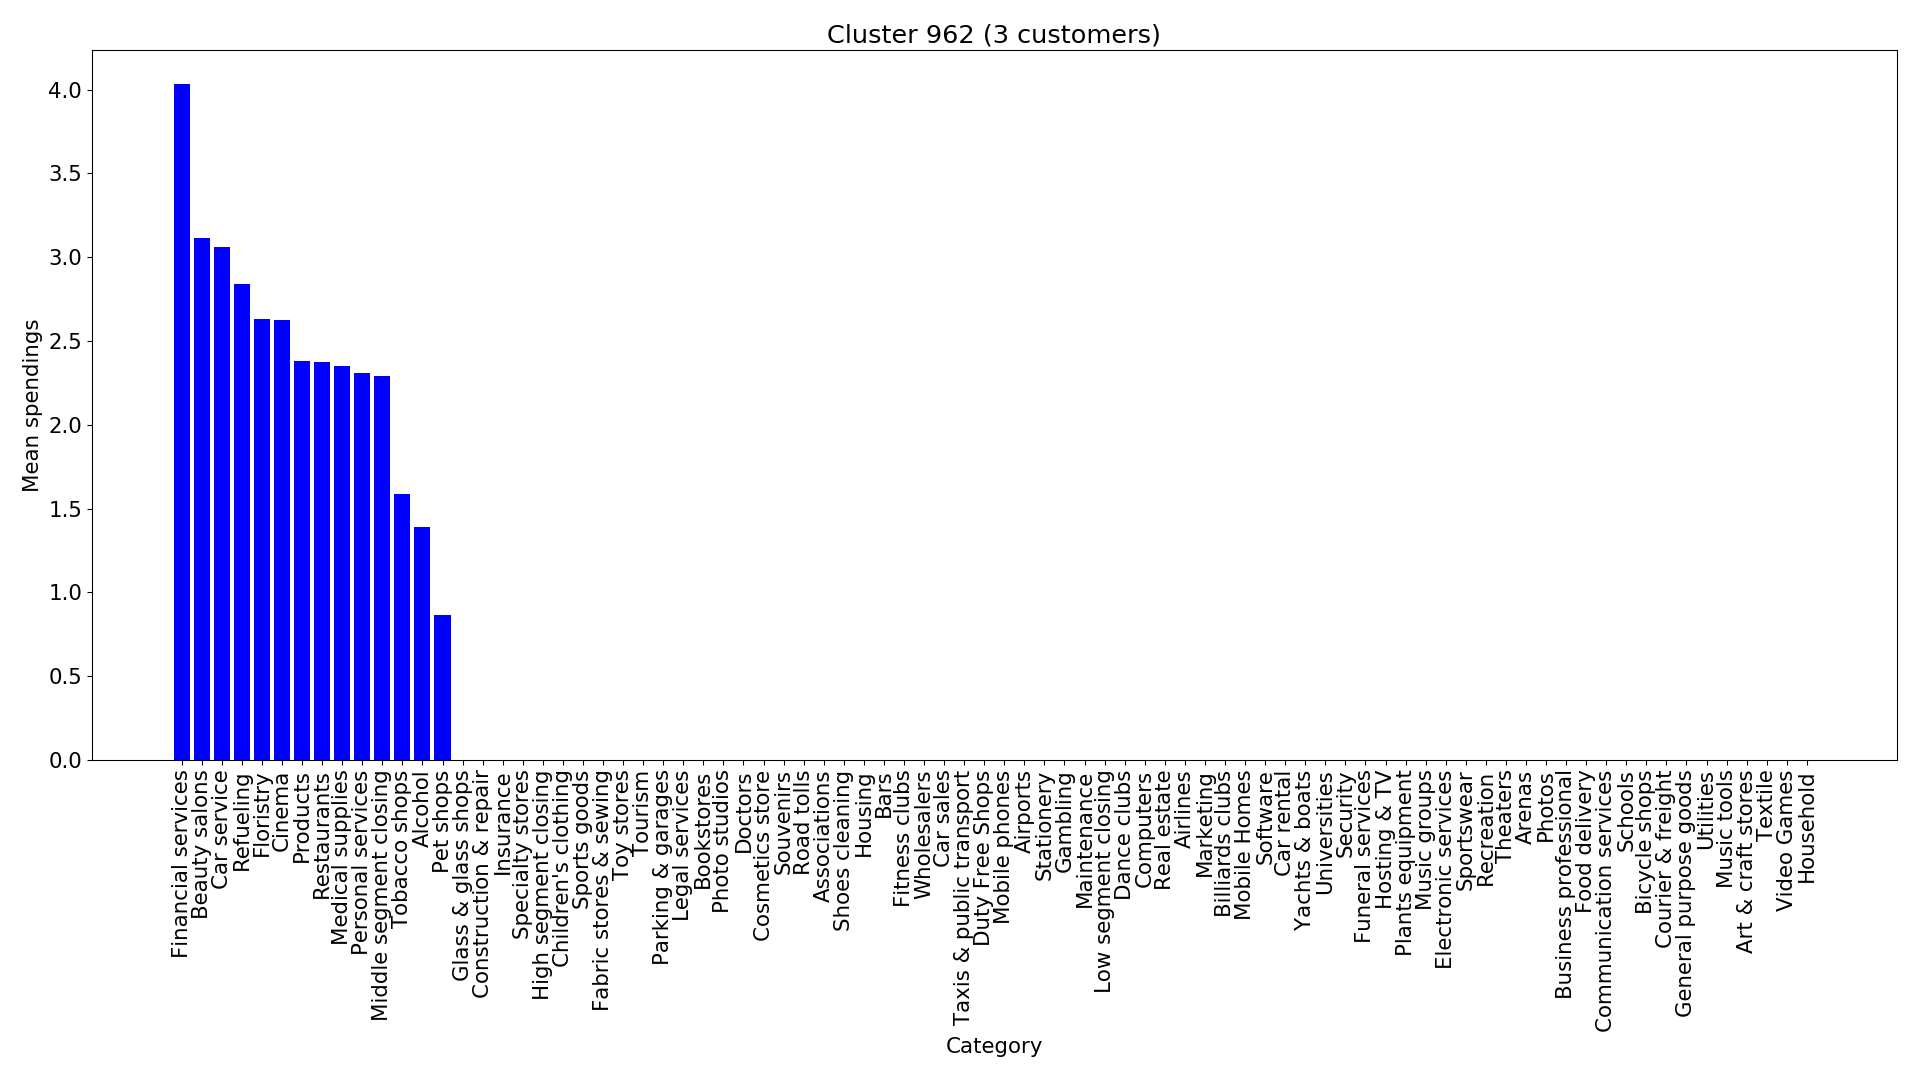 Cluster 962 (3 customers)
Mean spendings
4.0
3.5
3.0
2.5
2.0
1.5
1.0
0.5
0.0
Financial services
Beauty salons
Car service
Refueling
Floristry
Cinema
Products
Restaurants
Medical supplies
Personal services
Middle segment closing
Tobacco shops
Alcohol
Pet shops
Glass & glass shops
Construction & repair
Insurance
Specialty stores
High segment closing
Children's clothing
Sports goods
Fabric stores & sewing
Toy stores
Tourism
Parking & garages
Legal services
Bookstores
Photo studios
Doctors
Cosmetics store
Souvenirs
Road tolls
Associations
Shoes cleaning
Housing
Bars
Fitness clubs
Wholesalers
Car sales
Taxis & public transport
Duty Free Shops
Mobile phones
Airports
Stationery
Gambling
Maintenance
Low segment closing
Dance clubs
Computers
Real estate
Airlines
Marketing
Billiards clubs
Mobile Homes
Software
Car rental
Yachts & boats
Universities
Security
Funeral services
Hosting & TV
Plants equipment
Music groups
Electronic services
Sportswear
Recreation
Theaters
Arenas
Photos
Business professional
Food delivery
Communication services
Schools
Bicycle shops
Courier & freight
General purpose goods
Utilities
Music tools
Art & craft stores
Textile
Video Games
Household
Category